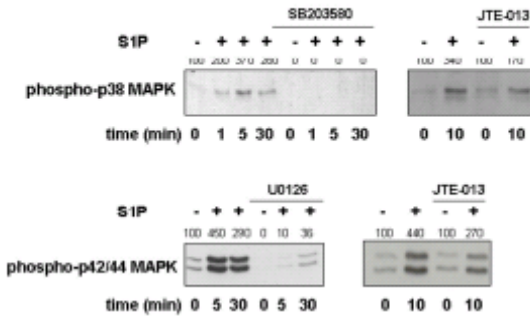 SB203580 JTE-013
S1P - + + + - + + + - + - +
100 200 370 260 0 0 0 0 100 340 100 170
phospho-p38 MAPK
time (min) 0 1 5 30 0 1 5 30 0 10 0 10
U0126 JTE-013
S1P - + + - + + - + - +
100 450 290 0 10 36 100 440 100 270
phospho-p42/44 MAPK
time (min) 0 5 30 0 5 30 0 10 0 10